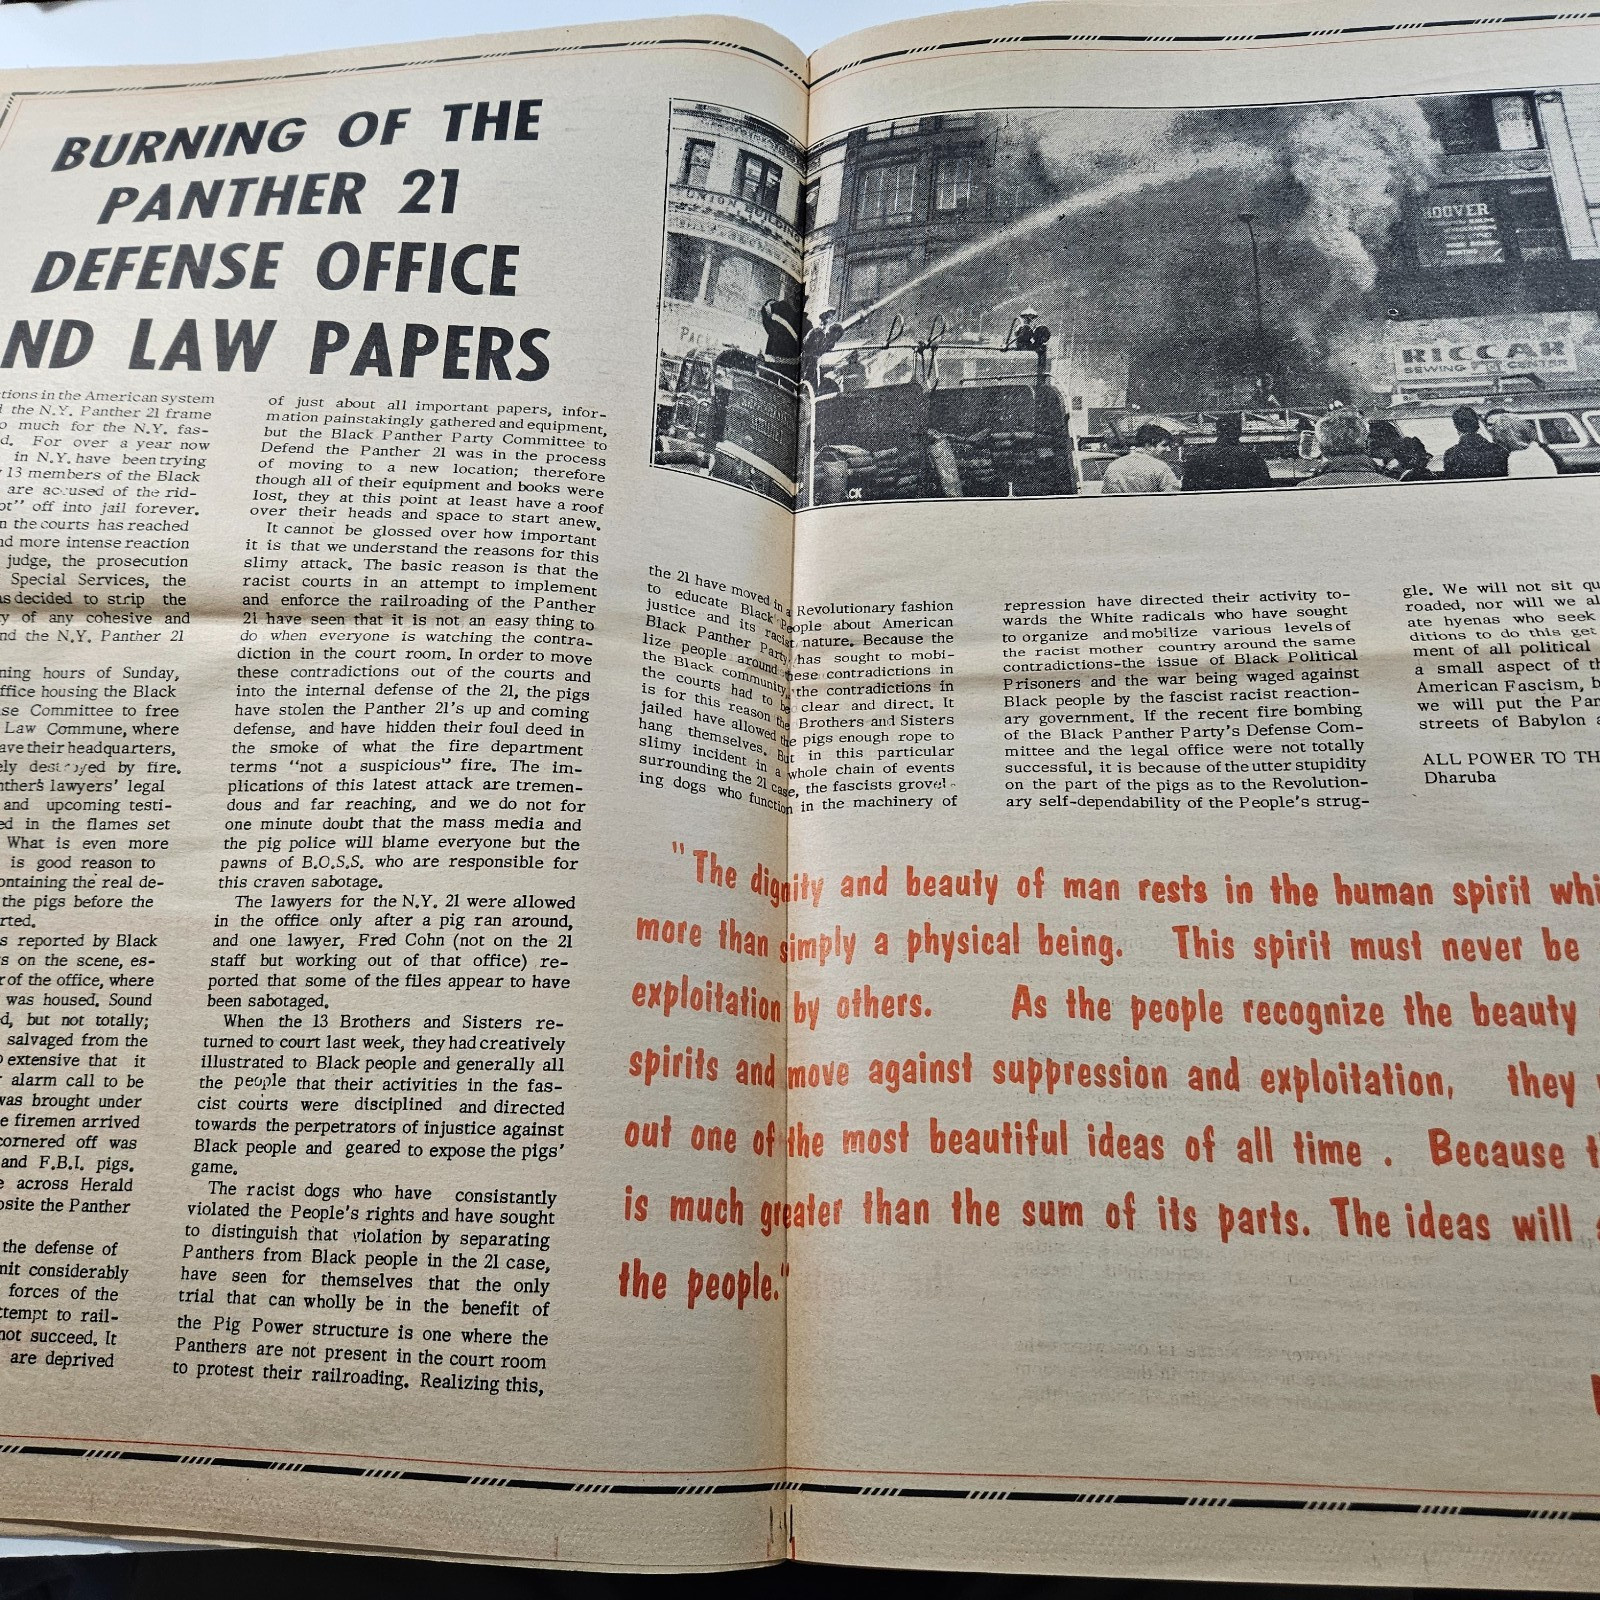 BURNING OF THE
PANTHER 21
DEFENSE OFFICE
ND LAW PAPERS
tions in the American system
the N.Y. Panther 21 frame
much for the N.Y. fas-
d. For over a year now
in N.Y. have been trying
13 members of the Black
are accused of the rid-
ot" off into jail forever.
n the courts has reached
nd more intense reaction
judge, the prosecution
Special Services, the
as decided to strip the
y of any cohesive and
nd the N.Y. Panther 21
ning hours of Sunday,
ffice housing the Black
se Committee to free
Law Commune, where
ave their headquarters,
ely destroyed by fire.
nther's lawyers' legal
and upcoming testi-
ed in the flames set
What is even more
is good reason to
ontaining the real de-
the pigs before the
rted.
s reported by Black
s on the scene, es-
r of the office, where
was housed. Sound
d, but not totally;
salvaged from the
extensive that it
alarm call to be
was brought under
e firemen arrived
cornered off was
and F.B.I. pigs.
e across Herald
osite the Panther
the defense of
mit considerably
forces of the
ttempt to rail-
not succeed. It
are deprived
of just about all important papers, infor-
mation painstakingly gathered and equipment,
but the Black Panther Party Committee to
Defend the Panther 21 was in the process
of moving to a new location; therefore
though all of their equipment and books were
lost, they at this point at least have a roof
over their heads and space to start anew.
It cannot be glossed over how important
it is that we understand the reasons for this
slimy attack. The basic reason is that the
racist courts in an attempt to implement
and enforce the railroading of the Panther
21 have seen that it is not an easy thing to
do when everyone is watching the contra-
diction in the court room. In order to move
these contradictions out of the courts and
into the internal defense of the 21, the pigs
have stolen the Panther 21's up and coming
defense, and have hidden their foul deed in
the smoke of what the fire department
terms "not a suspicious" fire. The im-
plications of this latest attack are tremen-
dous and far reaching, and we do not for
one minute doubt that the mass media and
the pig police will blame everyone but the
pawns of B.O.S.S. who are responsible for
this craven sabotage.
The lawyers for the N.Y. 21 were allowed
in the office only after a pig ran around,
and one lawyer, Fred Cohn (not on the 21
staff but working out of that office) re-
ported that some of the files appear to have
been sabotaged.
When the 13 Brothers and Sisters re-
turned to court last week, they had creatively
illustrated to Black people and generally all
the people that their activities in the fas-
cist courts were disciplined and directed
towards the perpetrators of injustice against
Black people and geared to expose the pigs'
game.
The racist dogs who have consistantly
violated the People's rights and have sought
to distinguish that violation by separating
Panthers from Black people in the 21 case,
have seen for themselves that the only
trial that can wholly be in the benefit of
the Pig Power structure is one where the
Panthers are not present in the court room
to protest their railroading. Realizing this,
UNION BUILDING
HOOVER
RICCAR
SEWING CENTER
the 21 have moved in a Revolutionary fashion
to educate Black People about American
justice and its racist nature. Because the
Black Panther Party has sought to mobi-
lize people around these contradictions in
the Black community, the contradictions in
the courts had to be clear and direct. It
is for this reason the Brothers and Sisters
jailed have allowed the pigs enough rope to
hang themselves. But in this particular
slimy incident in a whole chain of events
surrounding the 21 case, the fascists grovel-
ing dogs who function in the machinery of
repression have directed their activity to-
wards the White radicals who have sought
to organize and mobilize various levels of
the racist mother country around the same
contradictions-the issue of Black Political
Prisoners and the war being waged against
Black people by the fascist racist reaction-
ary government. If the recent fire bombing
of the Black Panther Party's Defense Com-
mittee and the legal office were not totally
successful, it is because of the utter stupidity
on the part of the pigs as to the Revolution-
ary self-dependability of the People's strug-
gle. We will not sit qu
roaded, nor will we al
ate hyenas who seek
ditions to do this get
ment of all political
a small aspect of th
American Fascism, b
we will put the Pan
streets of Babylon a
ALL POWER TO TH
Dharuba
"The dignity and beauty of man rests in the human spirit whi
more than simply a physical being. This spirit must never be
exploitation by others. As the people recognize the beauty
spirits and move against suppression and exploitation, they
out one of the most beautiful ideas of all time . Because t
is much greater than the sum of its parts. The ideas will
the people."